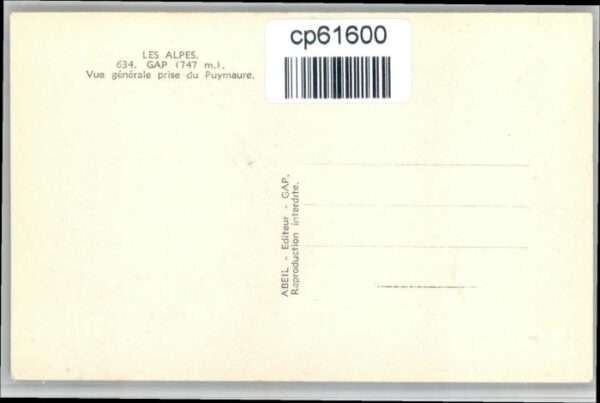 cp61600
LES ALPES.
634. GAP (747 m.).
Vue générale prise du Puymaure.
ABEIL - Editeur - GAP.
Reproduction interdite.